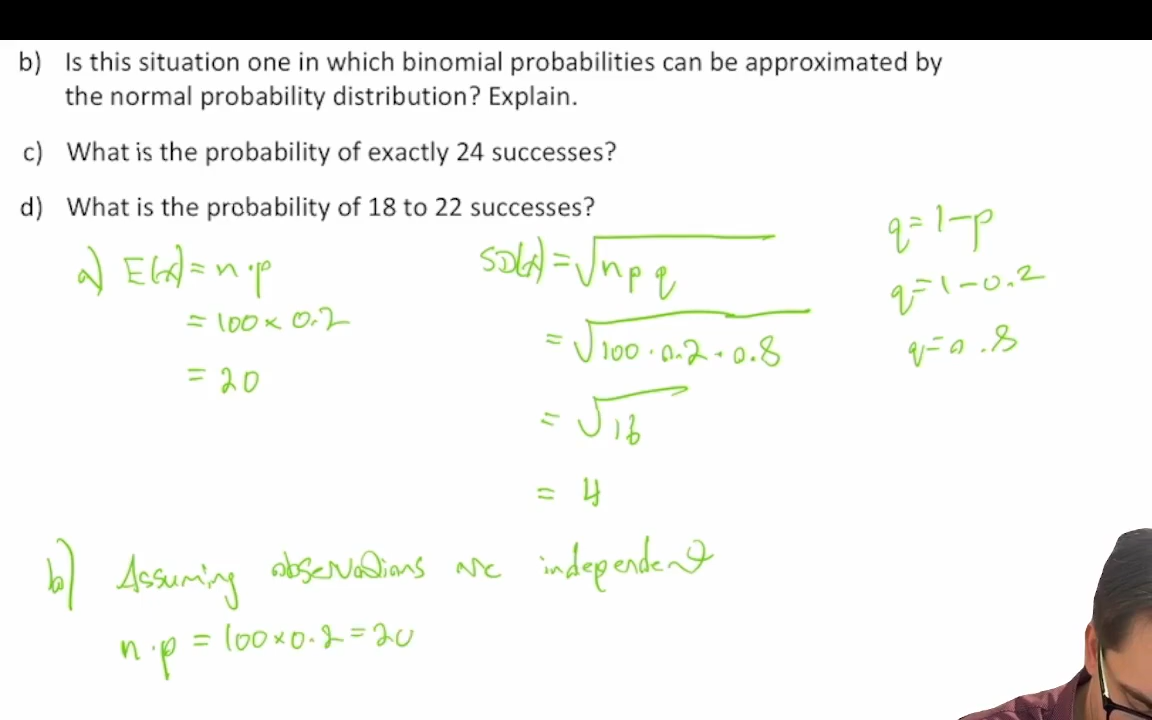 b) Is this situation one in which binomial probabilities can be approximated by
the normal probability distribution? Explain.
c) What is the probability of exactly 24 successes?
d) What is the probability of 18 to 22 successes?
a) E(x) = n·p
= 100 × 0.2
= 20
SD(x) = √npq
= √100 · 0.2 · 0.8
= √16
= 4
q = 1-p
q = 1-0.2
q = 0.8
b) Assuming observations are independent
n·p = 100×0.2 = 20